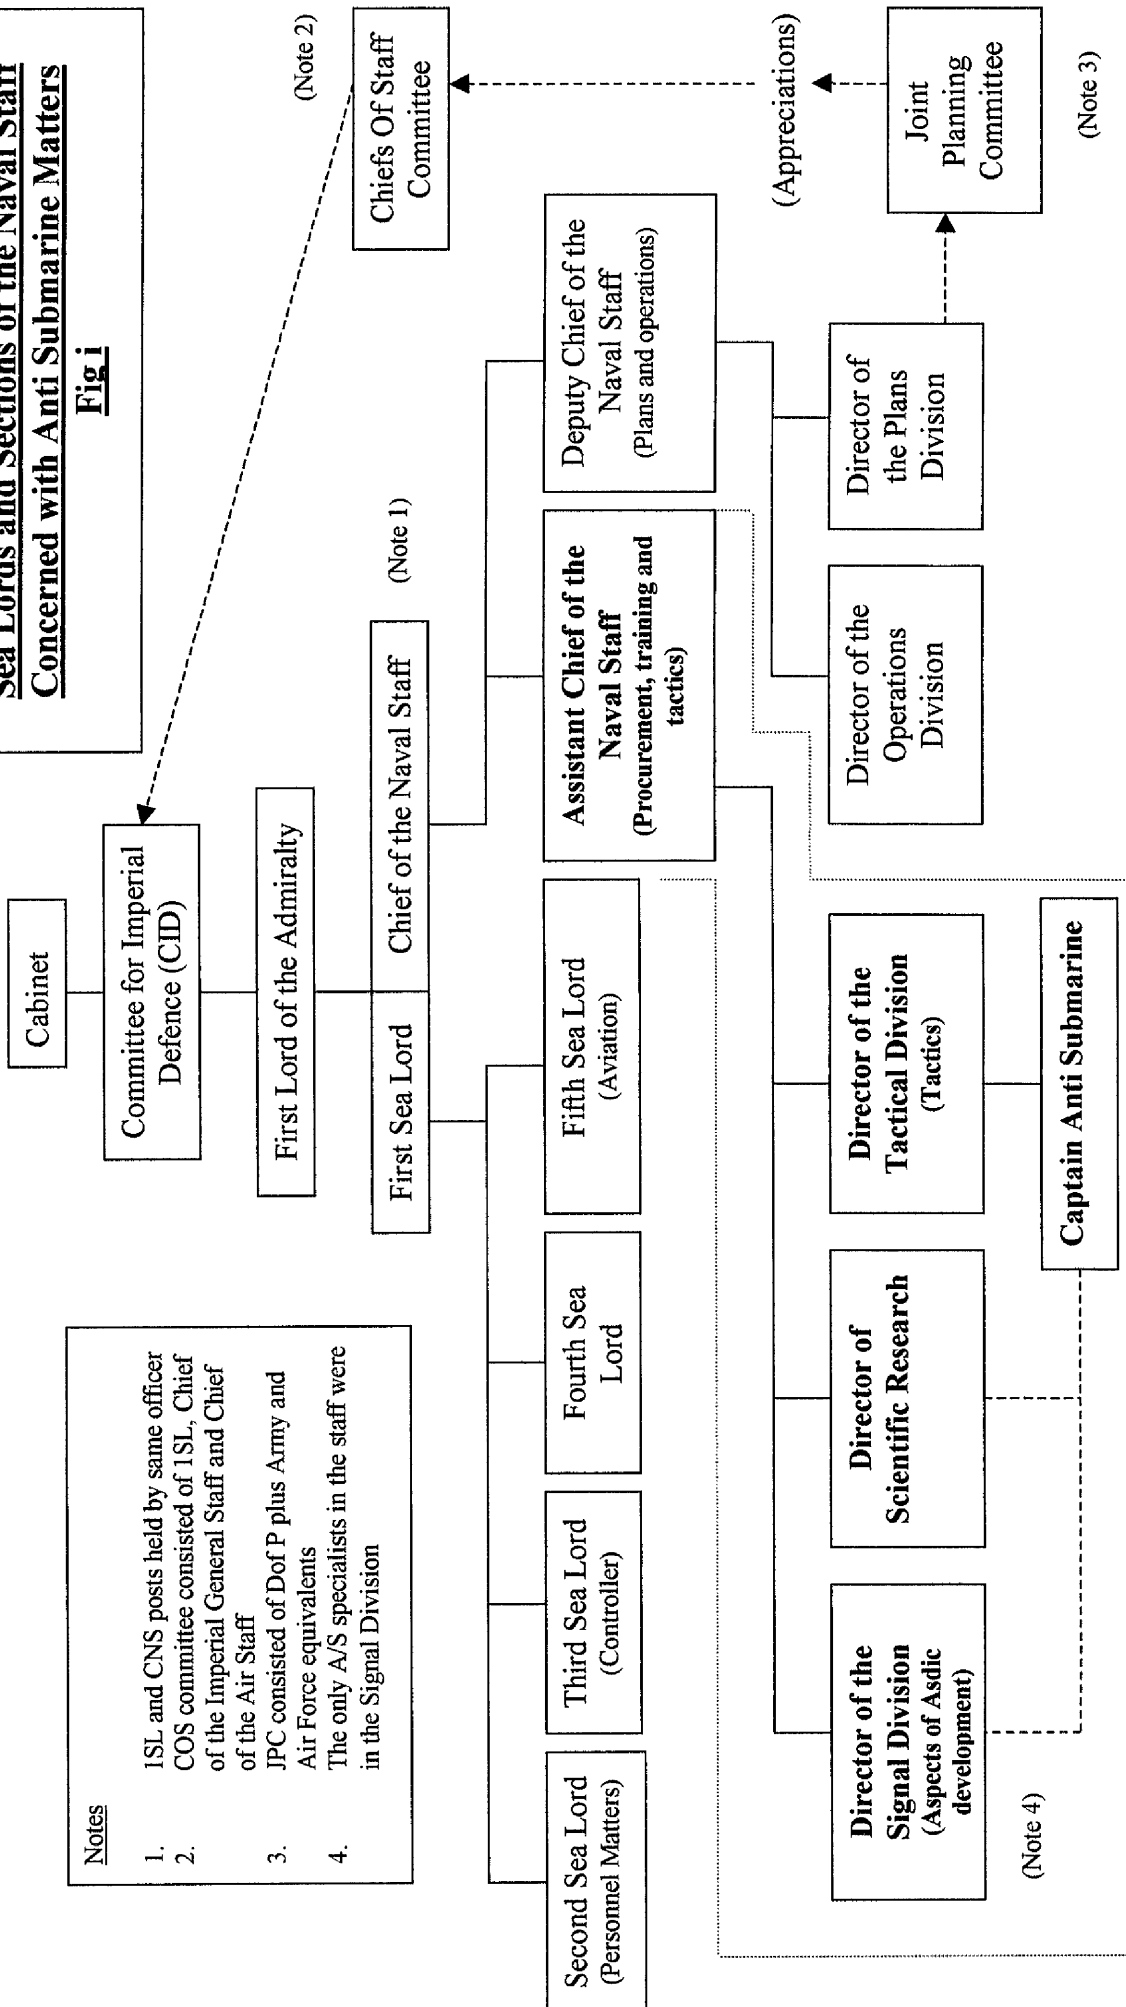 Sea Lords and Sections of the Naval Staff
Concerned with Anti Submarine Matters
Fig i
Notes
1. 1SL and CNS posts held by same officer
2. COS committee consisted of 1SL, Chief
of the Imperial General Staff and Chief
of the Air Staff
3. JPC consisted of Dof P plus Army and
Air Force equivalents
4. The only A/S specialists in the staff were
in the Signal Division
Cabinet
Committee for Imperial
Defence (CID)
First Lord of the Admiralty
First Sea Lord
Chief of the Naval Staff
(Note 1)
(Note 2)
Chiefs Of Staff
Committee
Second Sea Lord
(Personnel Matters)
Third Sea Lord
(Controller)
Fourth Sea
Lord
Fifth Sea Lord
(Aviation)
Assistant Chief of the
Naval Staff
(Procurement, training and
tactics)
Deputy Chief of the
Naval Staff
(Plans and operations)
(Appreciations)
Director of the
Signal Division
(Aspects of Asdic
development)
(Note 4)
Director of
Scientific Research
Director of the
Tactical Division
(Tactics)
Director of the
Operations
Division
Director of
the Plans
Division
Joint
Planning
Committee
(Note 3)
Captain Anti Submarine